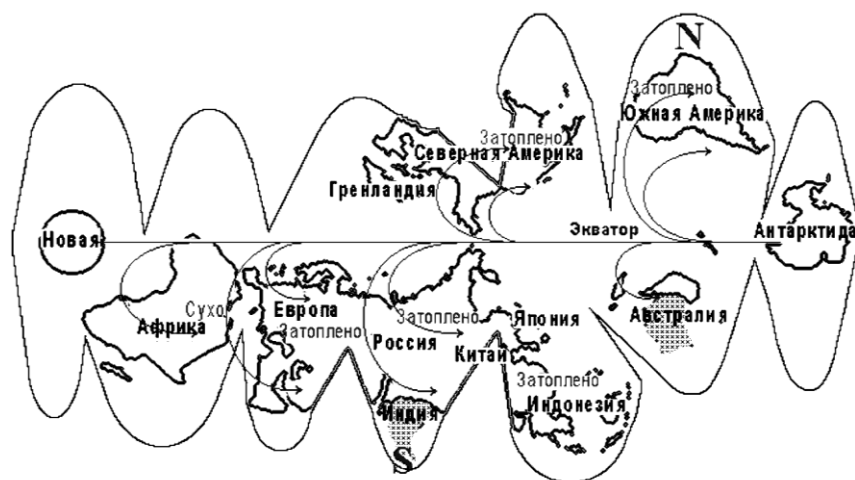 N
Затоплено
Южная Америка
Затоплено
Северная Америка
Гренландия
Экватор
Новая
Антарктида
Сухо
Африка
Европа
Затоплено
Затоплено
Россия
Япония
Китай
Австралия
Затоплено
Индонезия
Индия
S